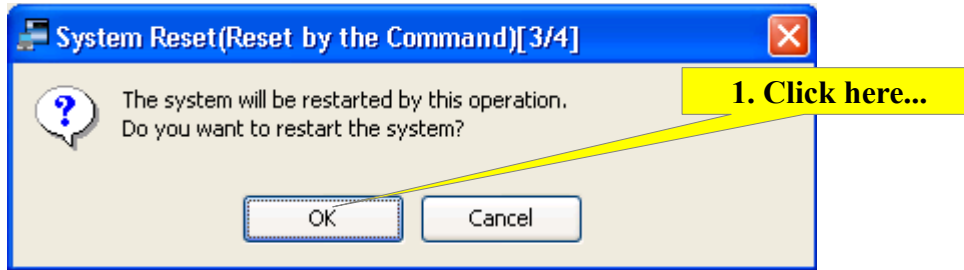 System Reset(Reset by the Command)[3/4]
The system will be restarted by this operation.
Do you want to restart the system?
1. Click here...
OK
Cancel